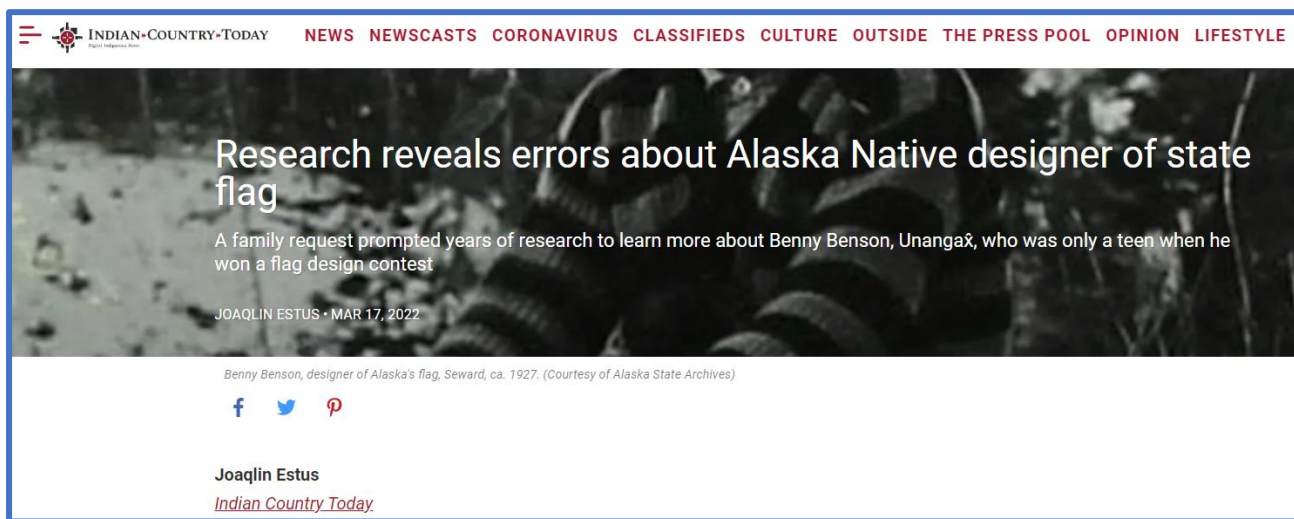 INDIAN•COUNTRY•TODAY
Digital Indigenous News
NEWS NEWSCASTS CORONAVIRUS CLASSIFIEDS CULTURE OUTSIDE THE PRESS POOL OPINION LIFESTYLE
Research reveals errors about Alaska Native designer of state
flag
A family request prompted years of research to learn more about Benny Benson, Unangax̂, who was only a teen when he
won a flag design contest
JOAQLIN ESTUS • MAR 17, 2022
Benny Benson, designer of Alaska's flag, Seward, ca. 1927. (Courtesy of Alaska State Archives)
Joaqlin Estus
Indian Country Today